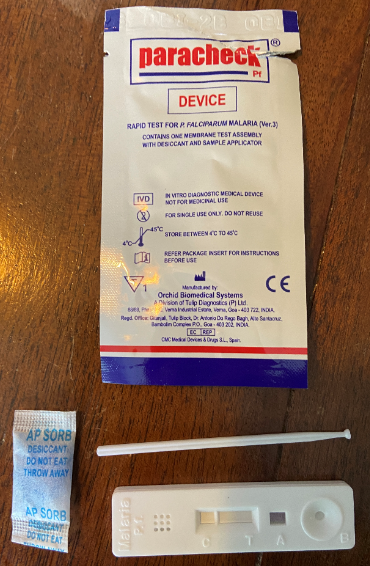 paracheck®
Pf
DEVICE
RAPID TEST FOR P. FALCIPARUM MALARIA (Ver.3)
CONTAINS ONE MEMBRANE TEST ASSEMBLY
WITH DESICCANT AND SAMPLE APPLICATOR
IVD
IN VITRO DIAGNOSTIC MEDICAL DEVICE
NOT FOR MEDICINAL USE
2
FOR SINGLE USE ONLY. DO NOT REUSE
45°C
4°C
STORE BETWEEN 4°C TO 45°C
REFER PACKAGE INSERT FOR INSTRUCTIONS
BEFORE USE
1
Manufactured by:
Orchid Biomedical Systems
A Division of Tulip Diagnostics (P) Ltd.
Verna Industrial Estate, Verna, Goa - 403 722, INDIA.
Regd. Office: Gitanjali, Tulip Block, Dr. Antonio Do Rego Bagh, Alto Santacruz,
Bambolim Complex P.O., Goa - 403 202, INDIA.
CE
EC REP
CMC Medical Devices & Drugs S.L., Spain.
AP SORB
DESICCANT
DO NOT EAT
THROW AWAY
AP SORB
DESICCANT
DO NOT EAT
Malaria
P.f.
C T A B